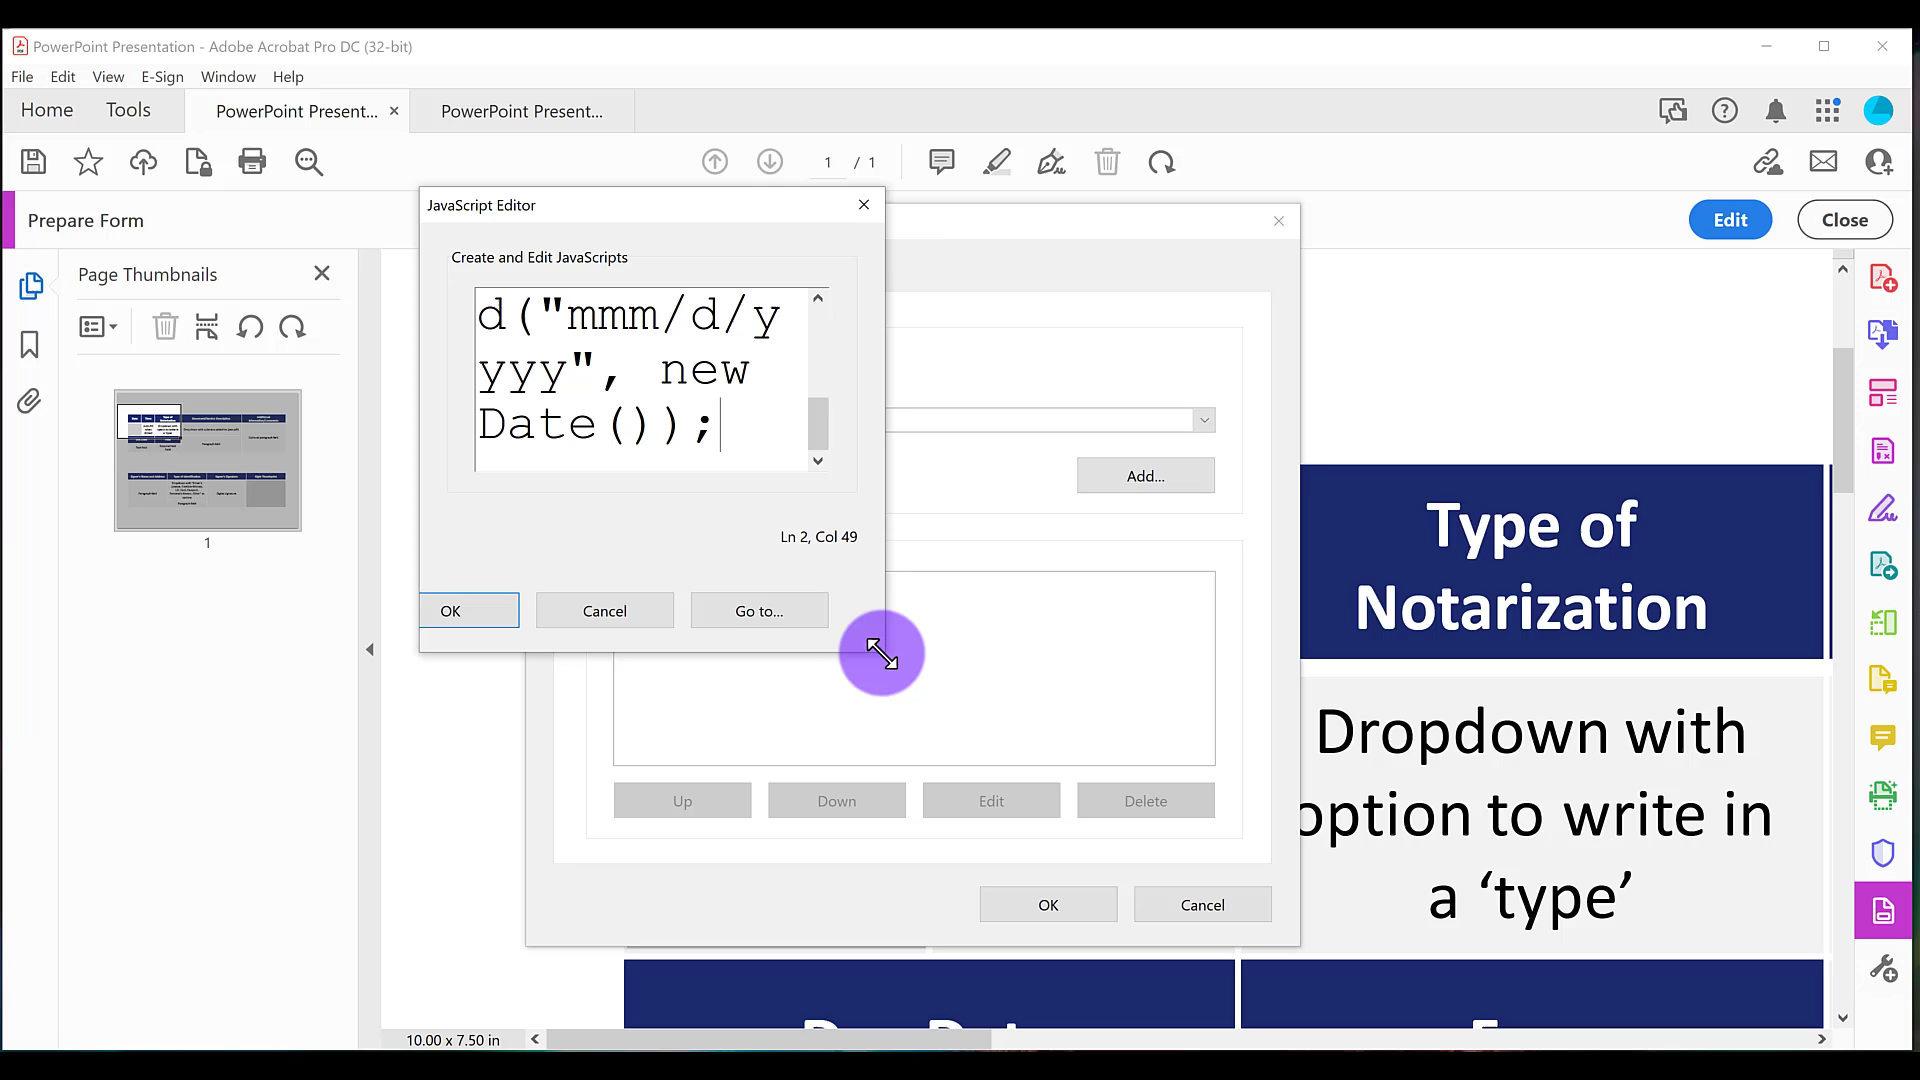 PowerPoint Presentation - Adobe Acrobat Pro DC (32-bit)
File Edit View E-Sign Window Help
Home Tools PowerPoint Present... PowerPoint Present...
1 / 1
Prepare Form
Edit Close
JavaScript Editor
Page Thumbnails
Create and Edit JavaScripts
d("mmm/d/y
yyy", new
Date());
Add...
Ln 2, Col 49
OK Cancel Go to...
1
Type of
Notarization
Dropdown with
option to write in
a ‘type’
Up Down Edit Delete
OK Cancel
10.00 x 7.50 in